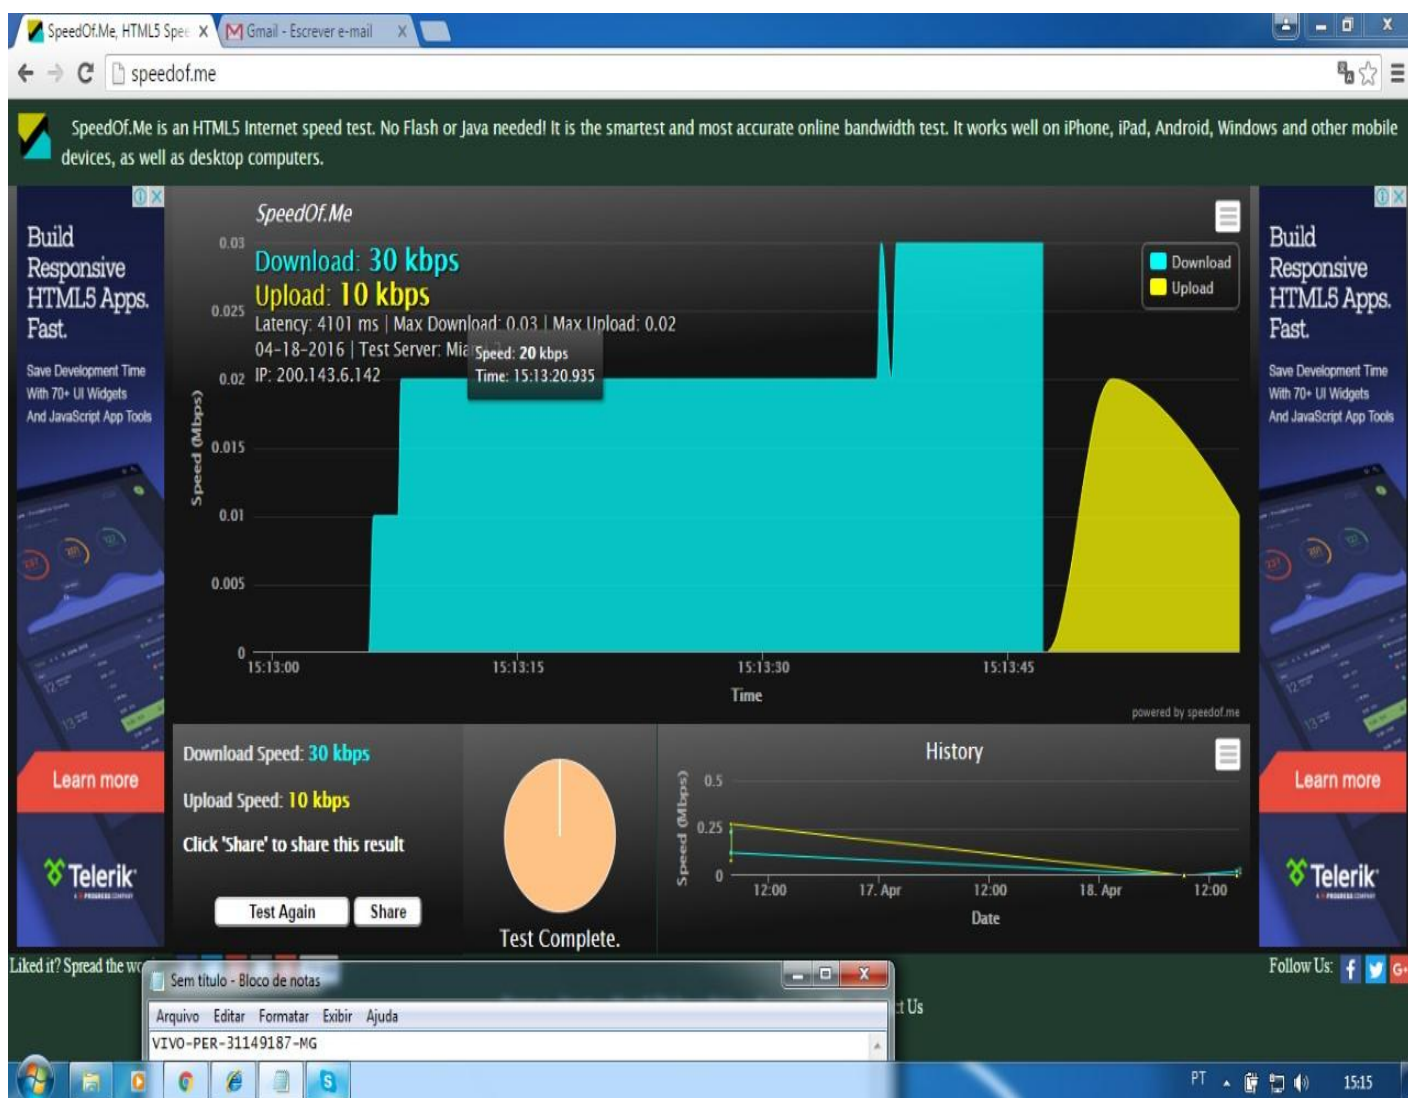 SpeedOf.Me, HTML5 Spee
Gmail - Escrever e-mail
speedof.me
SpeedOf.Me is an HTML5 Internet speed test. No Flash or Java needed! It is the smartest and most accurate online bandwidth test. It works well on iPhone, iPad, Android, Windows and other mobile
devices, as well as desktop computers.
Build
Responsive
HTML5 Apps.
Fast.
Save Development Time
With 70+ UI Widgets
And JavaScript App Tools
Learn more
Telerik
SpeedOf.Me
Download: 30 kbps
Upload: 10 kbps
Latency: 4101 ms | Max Download: 0.03 | Max Upload: 0.02
04-18-2016 | Test Server:
IP: 200.143.6.142
Speed: 20 kbps
Time: 15:13:20.935
Download
Upload
0.03
0.025
0.02
0.015
0.01
0.005
0
Speed (Mbps)
15:13:00 15:13:15 15:13:30 15:13:45
Time
powered by speedof.me
Build
Responsive
HTML5 Apps.
Fast.
Save Development Time
With 70+ UI Widgets
And JavaScript App Tools
Learn more
Telerik
Download Speed: 30 kbps
Upload Speed: 10 kbps
Click 'Share' to share this result
Test Again Share
Test Complete.
History
0.5
0.25
0
Speed (Mbps)
12:00 17. Apr 12:00 18. Apr 12:00
Date
Liked it? Spread the
Follow Us:
Us
Sem título - Bloco de notas
Arquivo Editar Formatar Exibir Ajuda
VIVO-PER-31149187-MG
PT 15:15